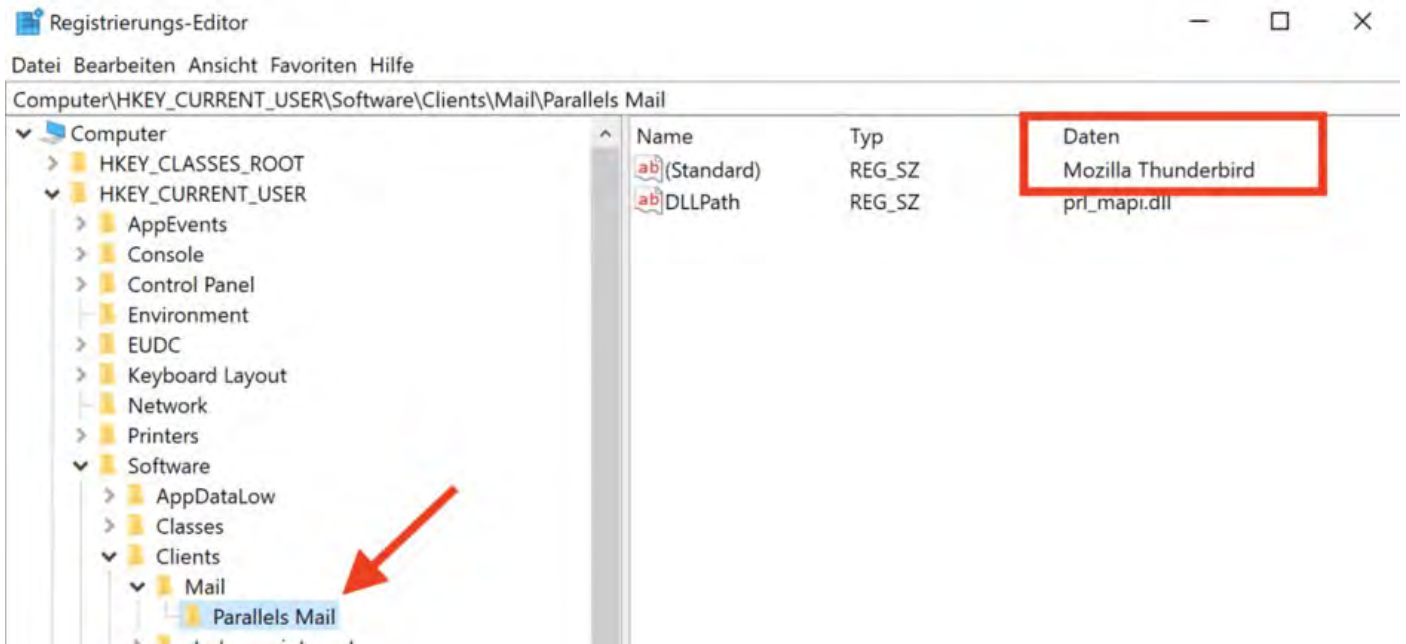 Registrierungs-Editor
Datei Bearbeiten Ansicht Favoriten Hilfe
Computer\HKEY_CURRENT_USER\Software\Clients\Mail\Parallels Mail
Computer
HKEY_CLASSES_ROOT
HKEY_CURRENT_USER
AppEvents
Console
Control Panel
Environment
EUDC
Keyboard Layout
Network
Printers
Software
AppDataLow
Classes
Clients
Mail
Parallels Mail
Name Typ Daten
(Standard) REG_SZ Mozilla Thunderbird
DLLPath REG_SZ prl_mapi.dll